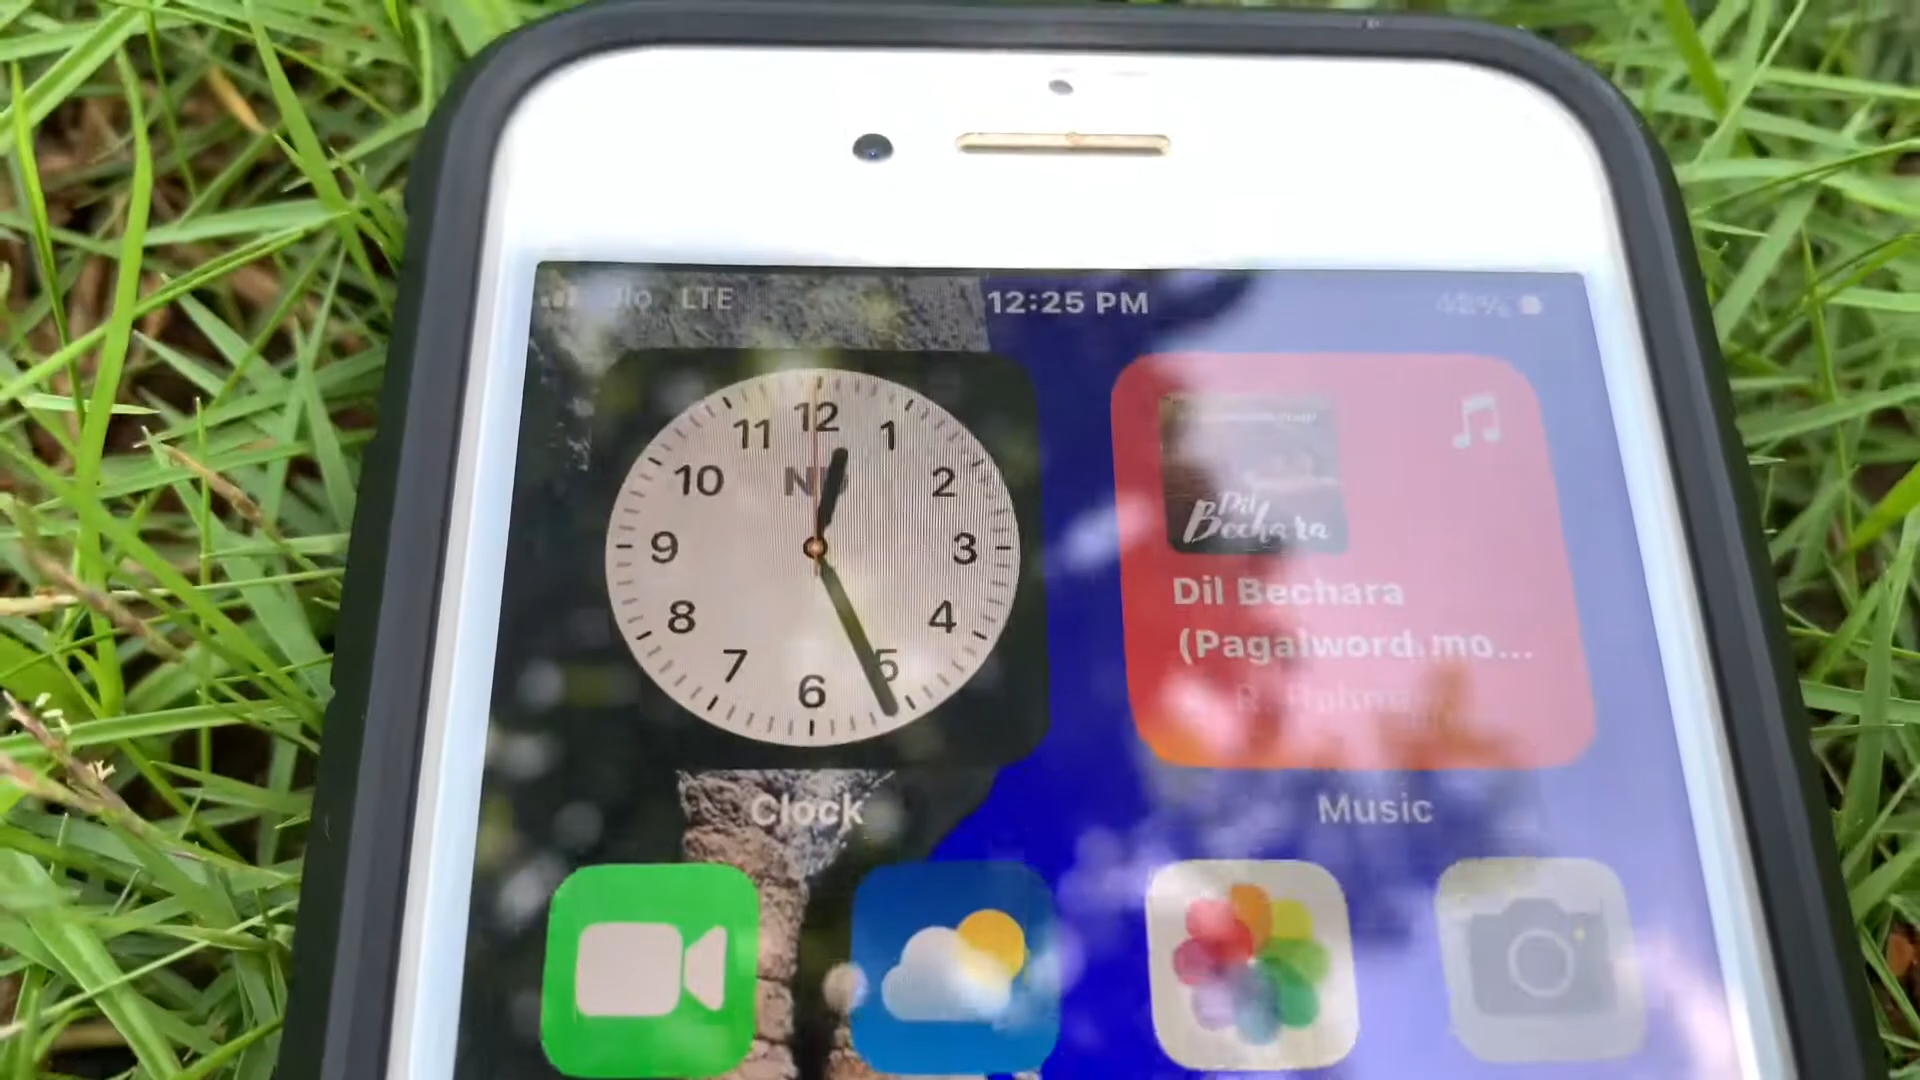 Jio LTE 12:25 PM
12
11 1
10 2
9 3
8 4
7 5
6
Dil
Bechara
Dil Bechara
(Pagalword.mo...
Clock Music